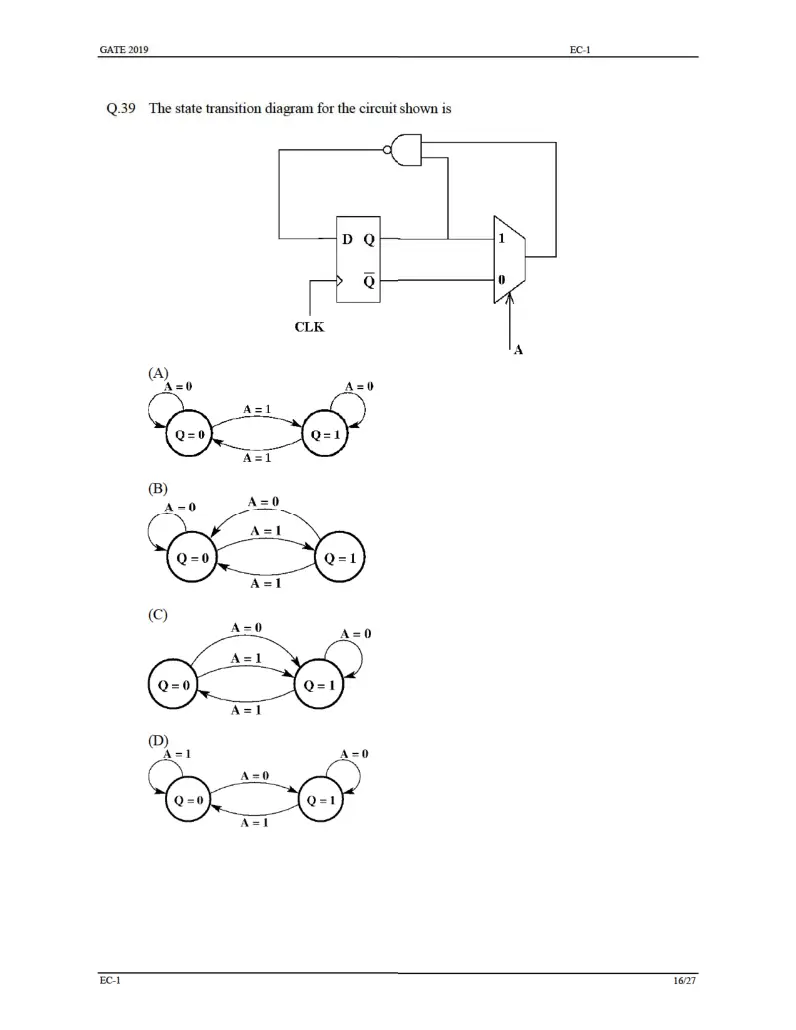 GATE 2019 EC-1
Q.39 The state transition diagram for the circuit shown is
D Q 1
Q̅ 0
CLK
A
(A)
A = 0 A = 0
A = 1
Q = 0 Q = 1
A = 1
(B)
A = 0 A = 0
A = 1
Q = 0 Q = 1
A = 1
(C)
A = 0 A = 0
A = 1
Q = 0 Q = 1
A = 1
(D)
A = 1 A = 0
A = 0
Q = 0 Q = 1
A = 1
EC-1 16/27